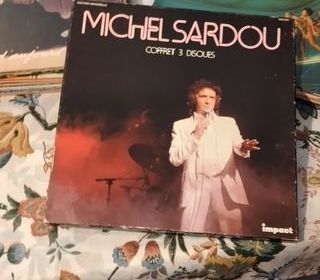 MICHEL SARDOU
COFFRET 3 DISQUES
impact